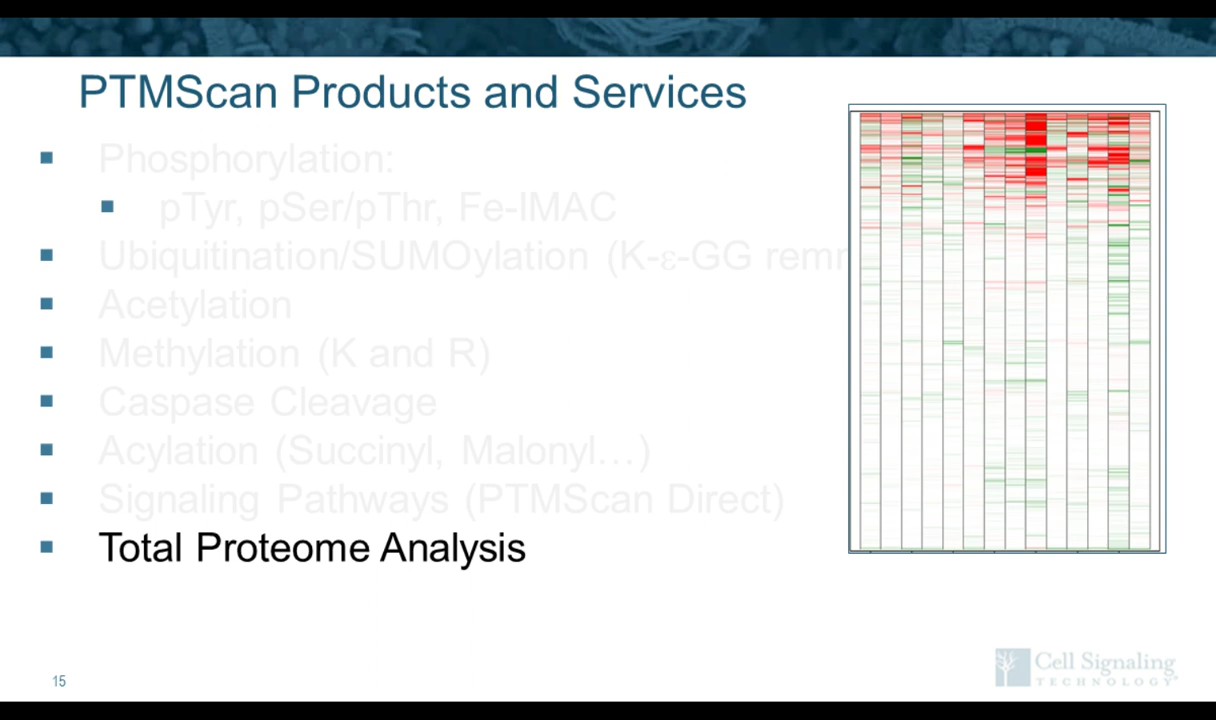 PTMScan Products and Services
Phosphorylation:
pTyr, pSer/pThr, Fe-IMAC
Ubiquitination/SUMOylation (K-ε-GG
Acetylation
Methylation (K and R)
Caspase Cleavage
Acylation (Succinyl, Malonyl…)
Signaling Pathways (PTMScan Direct)
Total Proteome Analysis
15
Cell Signaling
TECHNOLOGY®